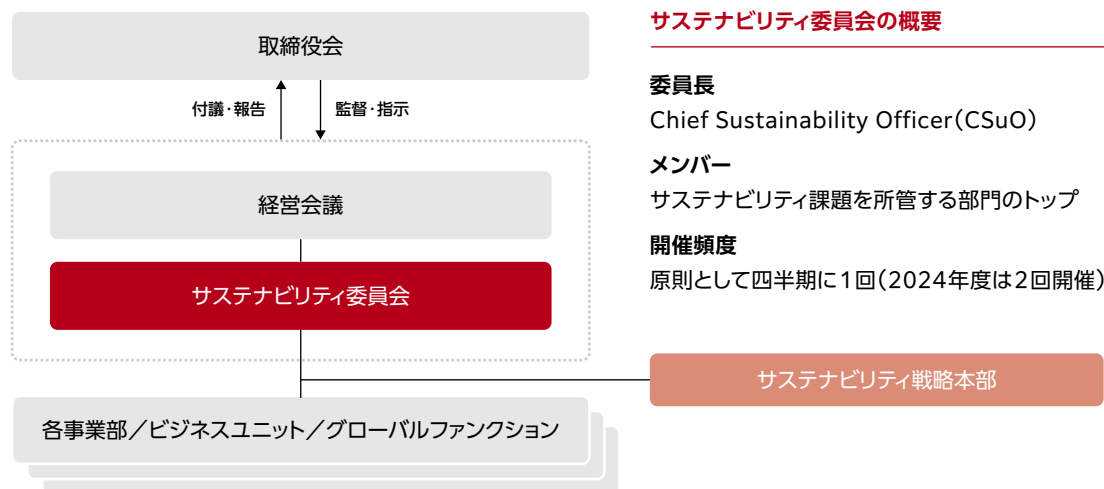 取締役会
付議・報告
監督・指示
経営会議
サステナビリティ委員会
各事業部／ビジネスユニット／グローバルファンクション
サステナビリティ委員会の概要
委員長
Chief Sustainability Officer（CSuO）
メンバー
サステナビリティ課題を所管する部門のトップ
開催頻度
原則として四半期に1回（2024年度は2回開催）
サステナビリティ戦略本部